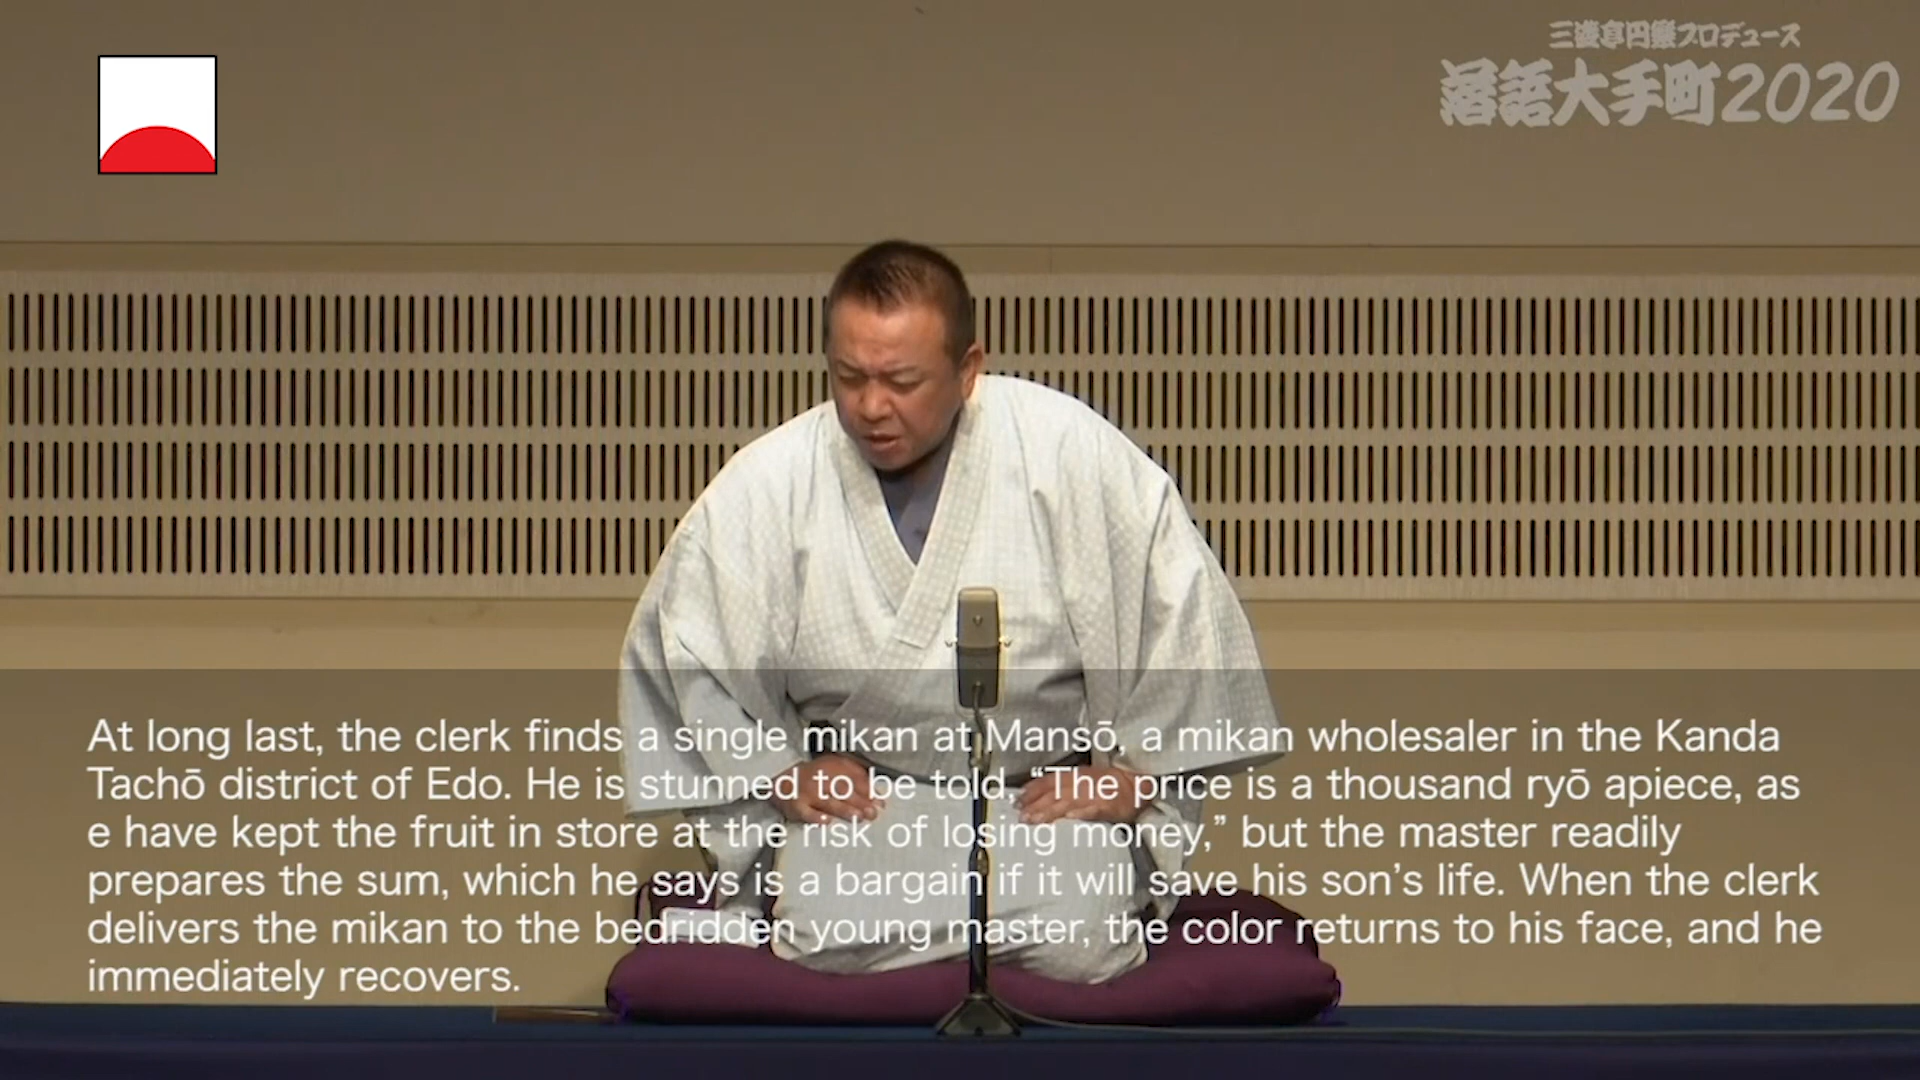 三遊亭円樂プロデュース
落語大手町2020
At long last, the clerk finds a single mikan at Mansō, a mikan wholesaler in the Kanda
Tachō district of Edo. He is stunned to be told, “The price is a thousand ryō apiece, as
e have kept the fruit in store at the risk of losing money,” but the master readily
prepares the sum, which he says is a bargain if it will save his son’s life. When the clerk
delivers the mikan to the bedridden young master, the color returns to his face, and he
immediately recovers.